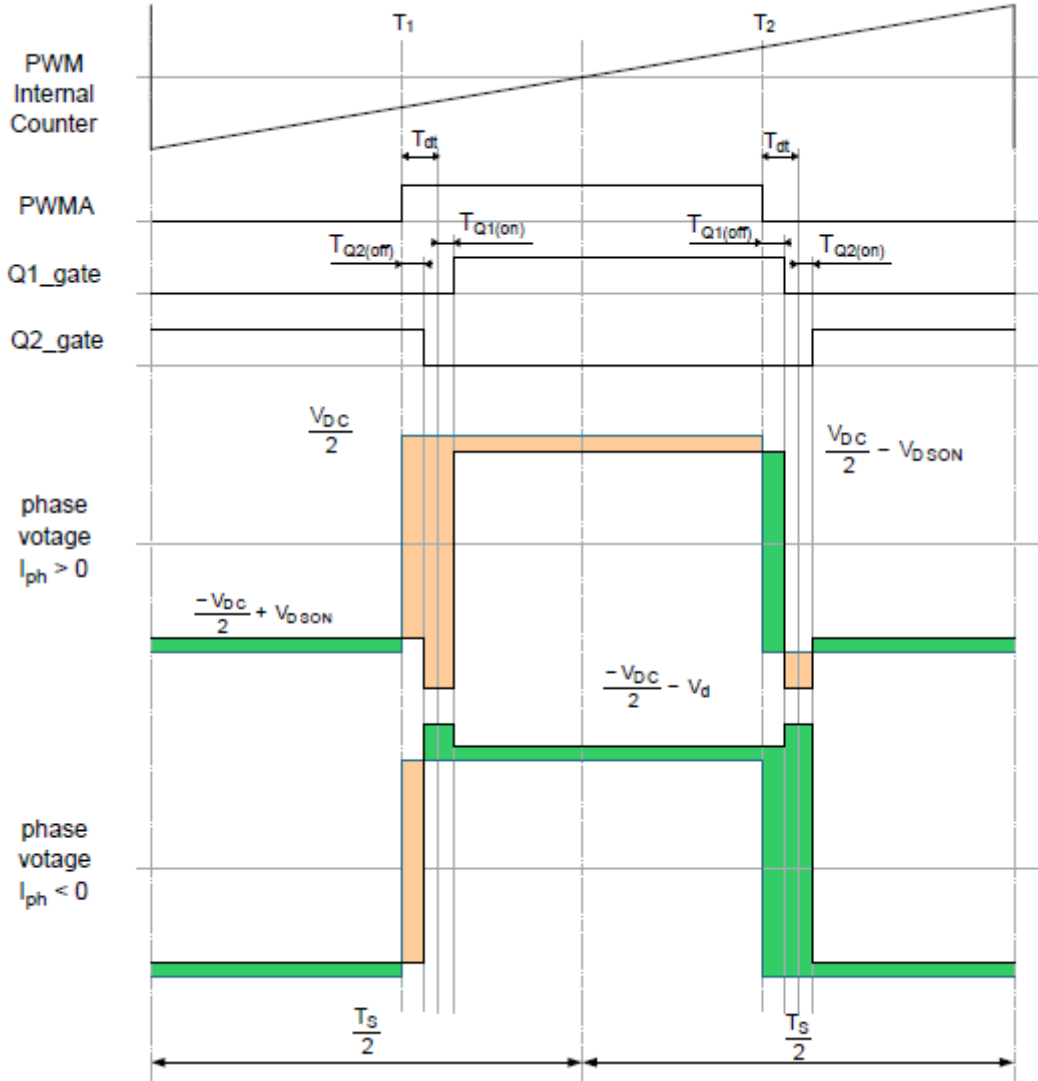 T1 T2
PWM
Internal
Counter
Tdt Tdt
PWMA
TQ1(on) TQ1(off)
TQ2(off) TQ2(on)
Q1_gate
Q2_gate
VDC/2
VDC/2 − VDSON
phase
votage
Iph > 0
−VDC/2 + VDSON
−VDC/2 − Vd
phase
votage
Iph < 0
TS/2 TS/2